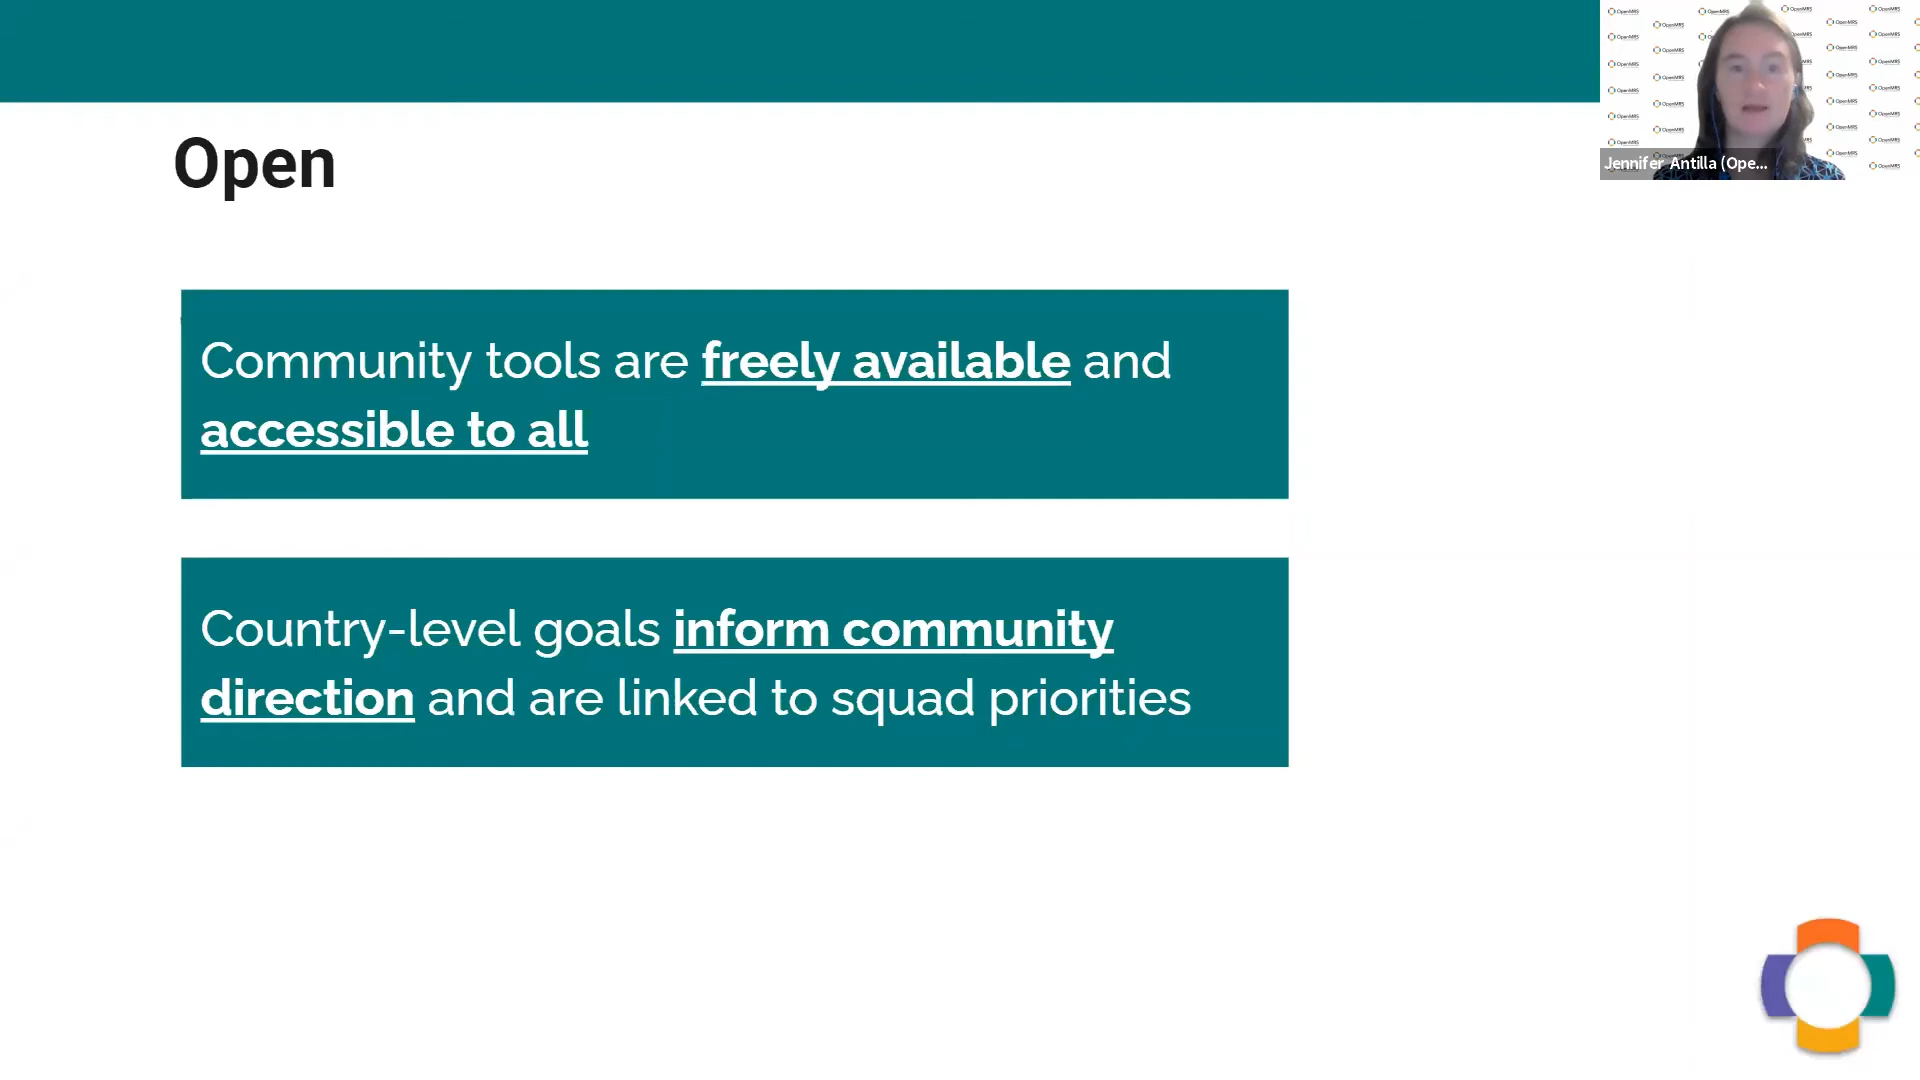 Open
Community tools are freely available and
accessible to all
Country-level goals inform community
direction and are linked to squad priorities
Jennifer Antilla (Ope...
OpenMRS